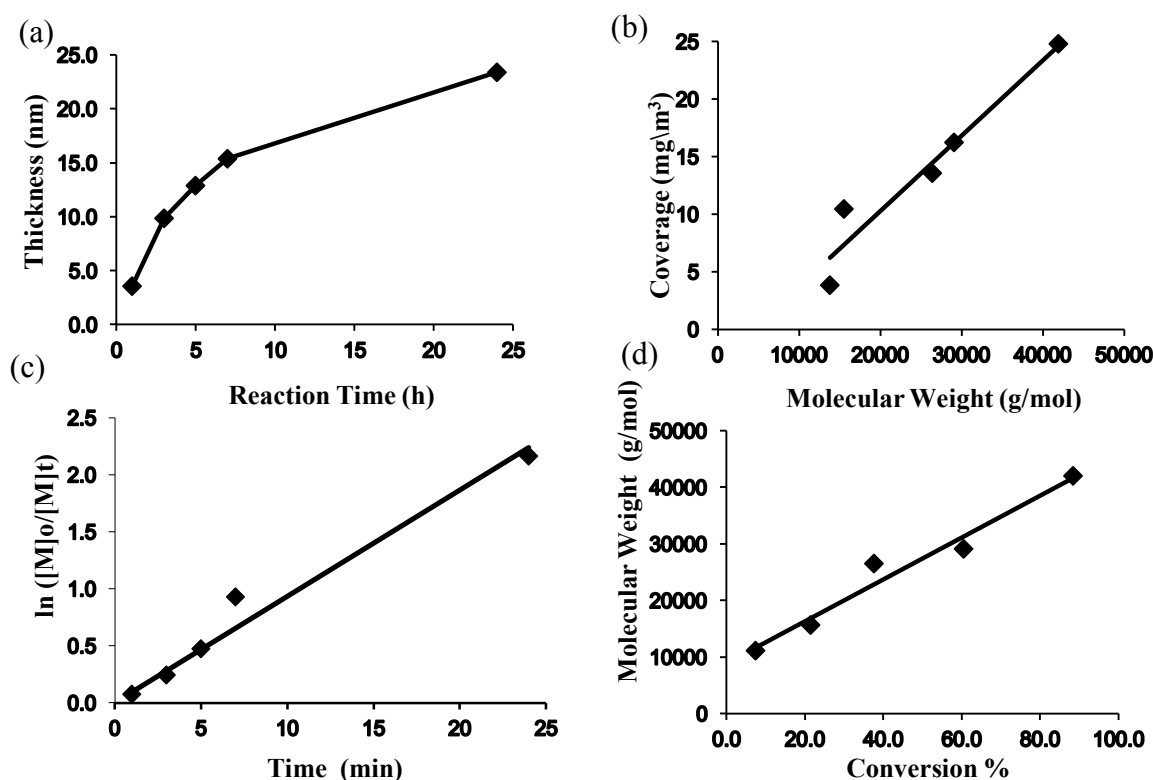 (a)
Thickness (nm)
25.0
20.0
15.0
10.0
5.0
0.0
0 5 10 15 20 25
Reaction Time (h)
(b)
Coverage (mg\m³)
25
20
15
10
5
0
0 10000 20000 30000 40000 50000
Molecular Weight (g/mol)
(c)
ln ([M]o/[M]t)
2.5
2.0
1.5
1.0
0.5
0.0
0 5 10 15 20 25
Time (min)
(d)
Molecular Weight (g/mol)
50000
40000
30000
20000
10000
0
0.0 20.0 40.0 60.0 80.0 100.0
Conversion %